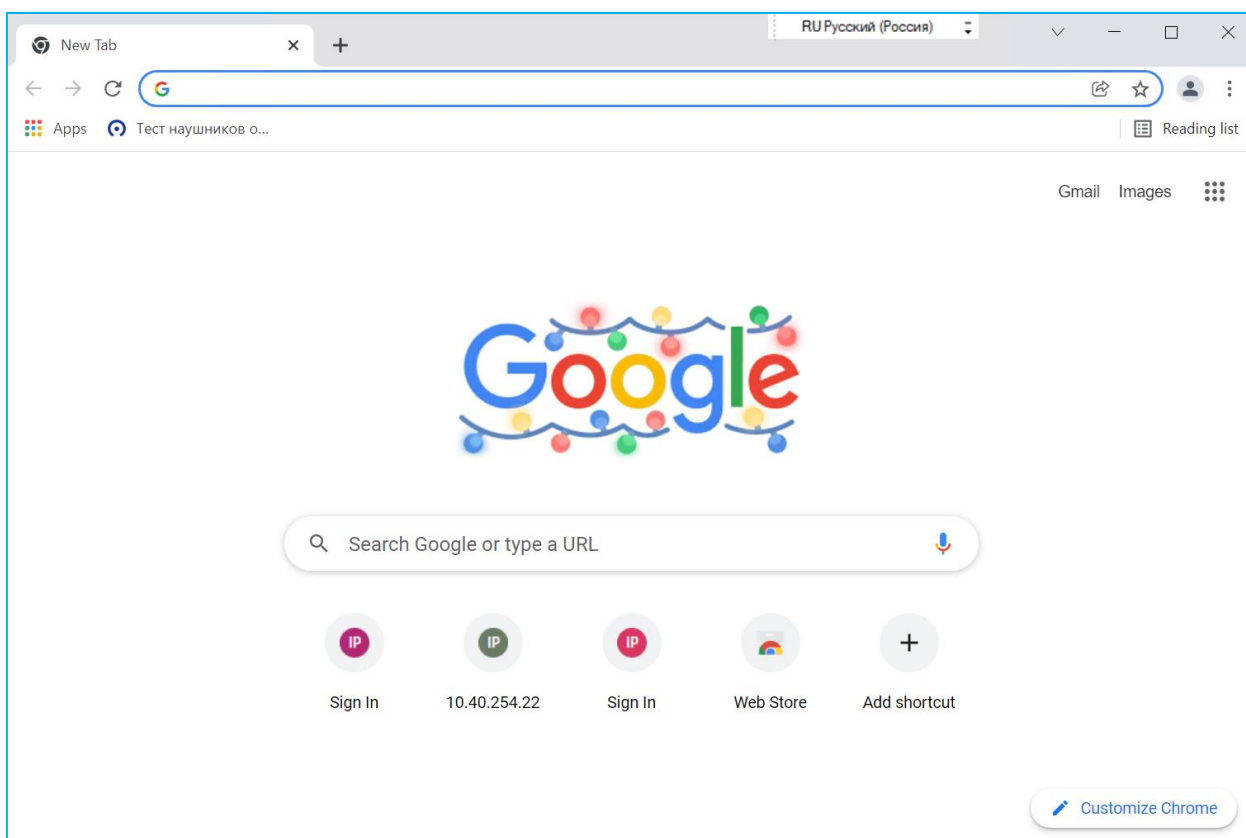 New Tab
RU Русский (Россия)
Apps
Тест наушников о...
Reading list
Gmail Images
Google
Search Google or type a URL
IP IP IP
Sign In 10.40.254.22 Sign In Web Store Add shortcut
Customize Chrome